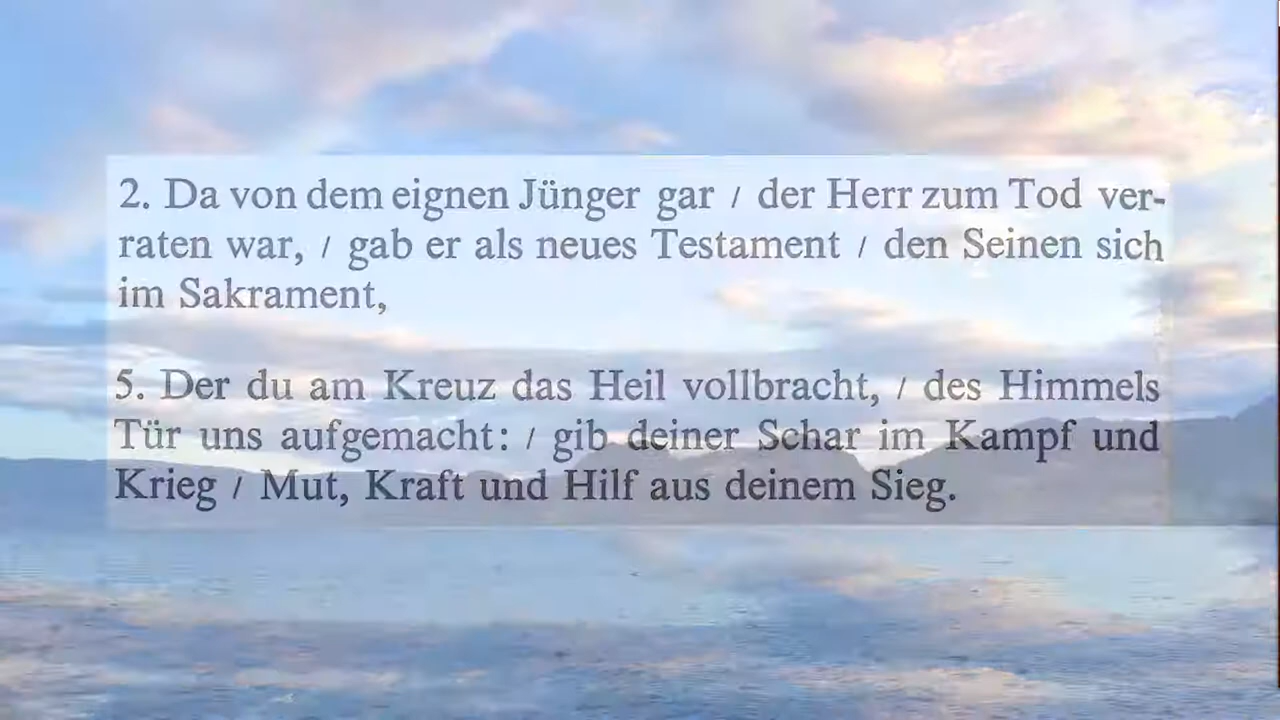 2. Da von dem eignen Jünger gar / der Herr zum Tod ver-
raten war, / gab er als neues Testament / den Seinen sich
im Sakrament,
5. Der du am Kreuz das Heil vollbracht, / des Himmels
Tür uns aufgemacht: / gib deiner Schar im Kampf und
Krieg / Mut, Kraft und Hilf aus deinem Sieg.